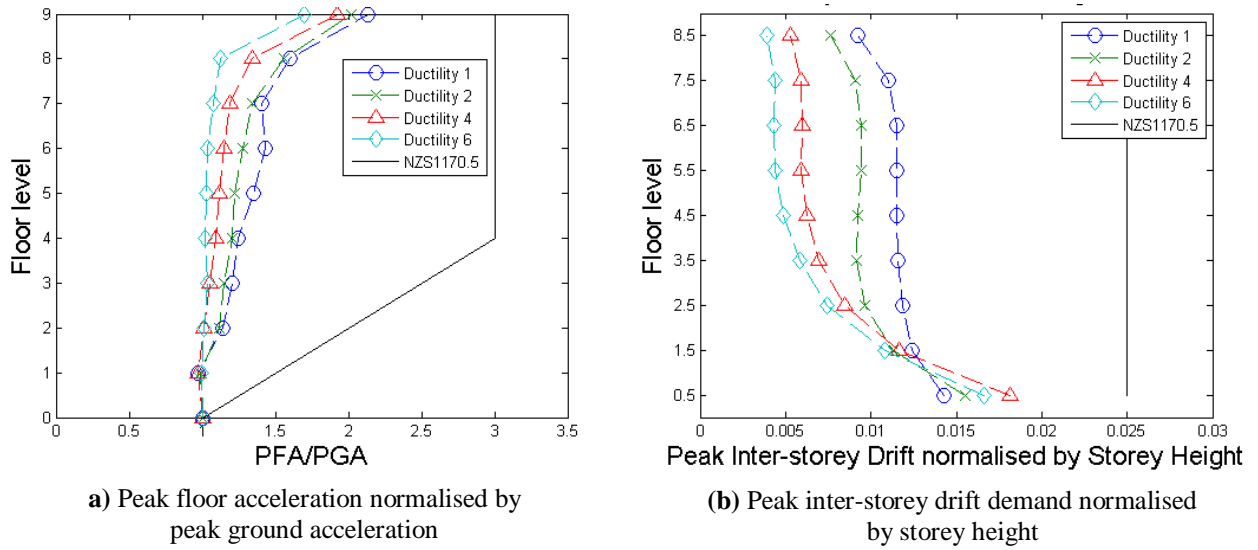 9
8
7
6
5
4
3
2
1
0
Floor level
0
0.5
1
1.5
2
2.5
3
3.5
PFA/PGA
Ductility 1
Ductility 2
Ductility 4
Ductility 6
NZS1170.5
a) Peak floor acceleration normalised by
peak ground acceleration
8.5
7.5
6.5
5.5
4.5
3.5
2.5
1.5
0.5
Floor level
0
0.005
0.01
0.015
0.02
0.025
0.03
Peak Inter-storey Drift normalised by Storey Height
Ductility 1
Ductility 2
Ductility 4
Ductility 6
NZS1170.5
(b) Peak inter-storey drift demand normalised
by storey height